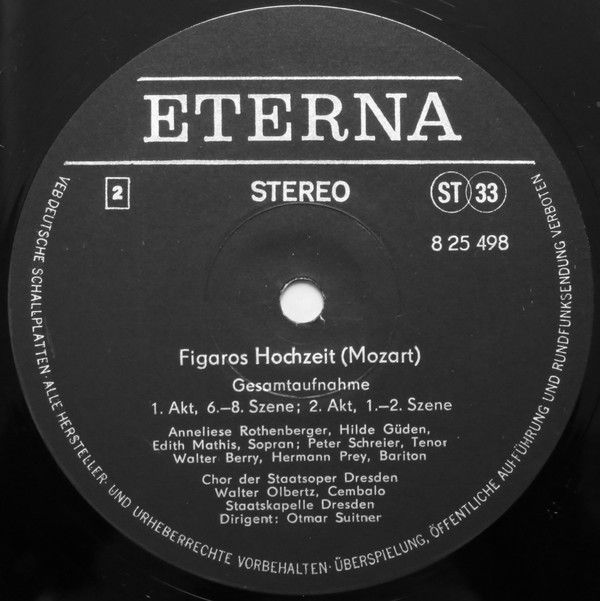 ETERNA
2
STEREO
ST 33
8 25 498
Figaros Hochzeit (Mozart)
Gesamtaufnahme
1. Akt, 6.–8. Szene; 2. Akt, 1.–2. Szene
Anneliese Rothenberger, Hilde Güden,
Edith Mathis, Sopran; Peter Schreier, Tenor
Walter Berry, Hermann Prey, Bariton
Chor der Staatsoper Dresden
Walter Olbertz, Cembalo
Staatskapelle Dresden
Dirigent: Otmar Suitner
VEB DEUTSCHE SCHALLPLATTEN · ALLE HERSTELLER- UND URHEBERRECHTE VORBEHALTEN · ÜBERSPIELUNG, ÖFFENTLICHE AUFFÜHRUNG UND RUNDFUNKSENDUNG VERBOTEN